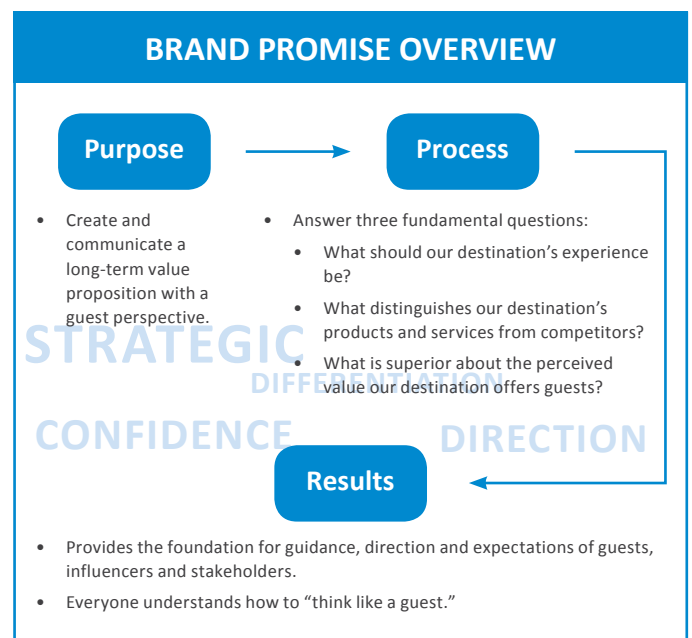 BRAND PROMISE OVERVIEW
Purpose
Process
• Create and
communicate a
long-term value
proposition with a
guest perspective.
• Answer three fundamental questions:
• What should our destination’s experience
be?
• What distinguishes our destination’s
products and services from competitors?
• What is superior about the perceived
value our destination offers guests?
STRATEGIC
DIFFERENTIATION
CONFIDENCE
DIRECTION
Results
• Provides the foundation for guidance, direction and expectations of guests,
influencers and stakeholders.
• Everyone understands how to “think like a guest.”